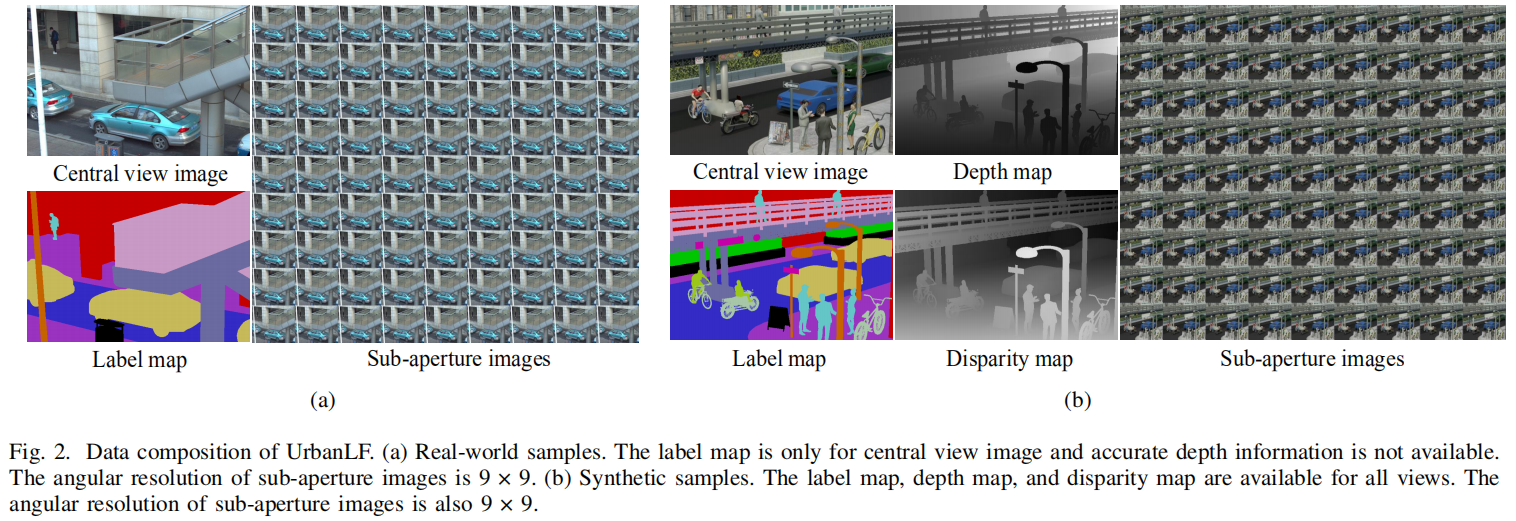 Central view image
Label map
Sub-aperture images
(a)
Central view image
Depth map
Label map
Disparity map
Sub-aperture images
(b)
Fig. 2. Data composition of UrbanLF. (a) Real-world samples. The label map is only for central view image and accurate depth information is not available.
The angular resolution of sub-aperture images is 9 × 9. (b) Synthetic samples. The label map, depth map, and disparity map are available for all views. The
angular resolution of sub-aperture images is also 9 × 9.